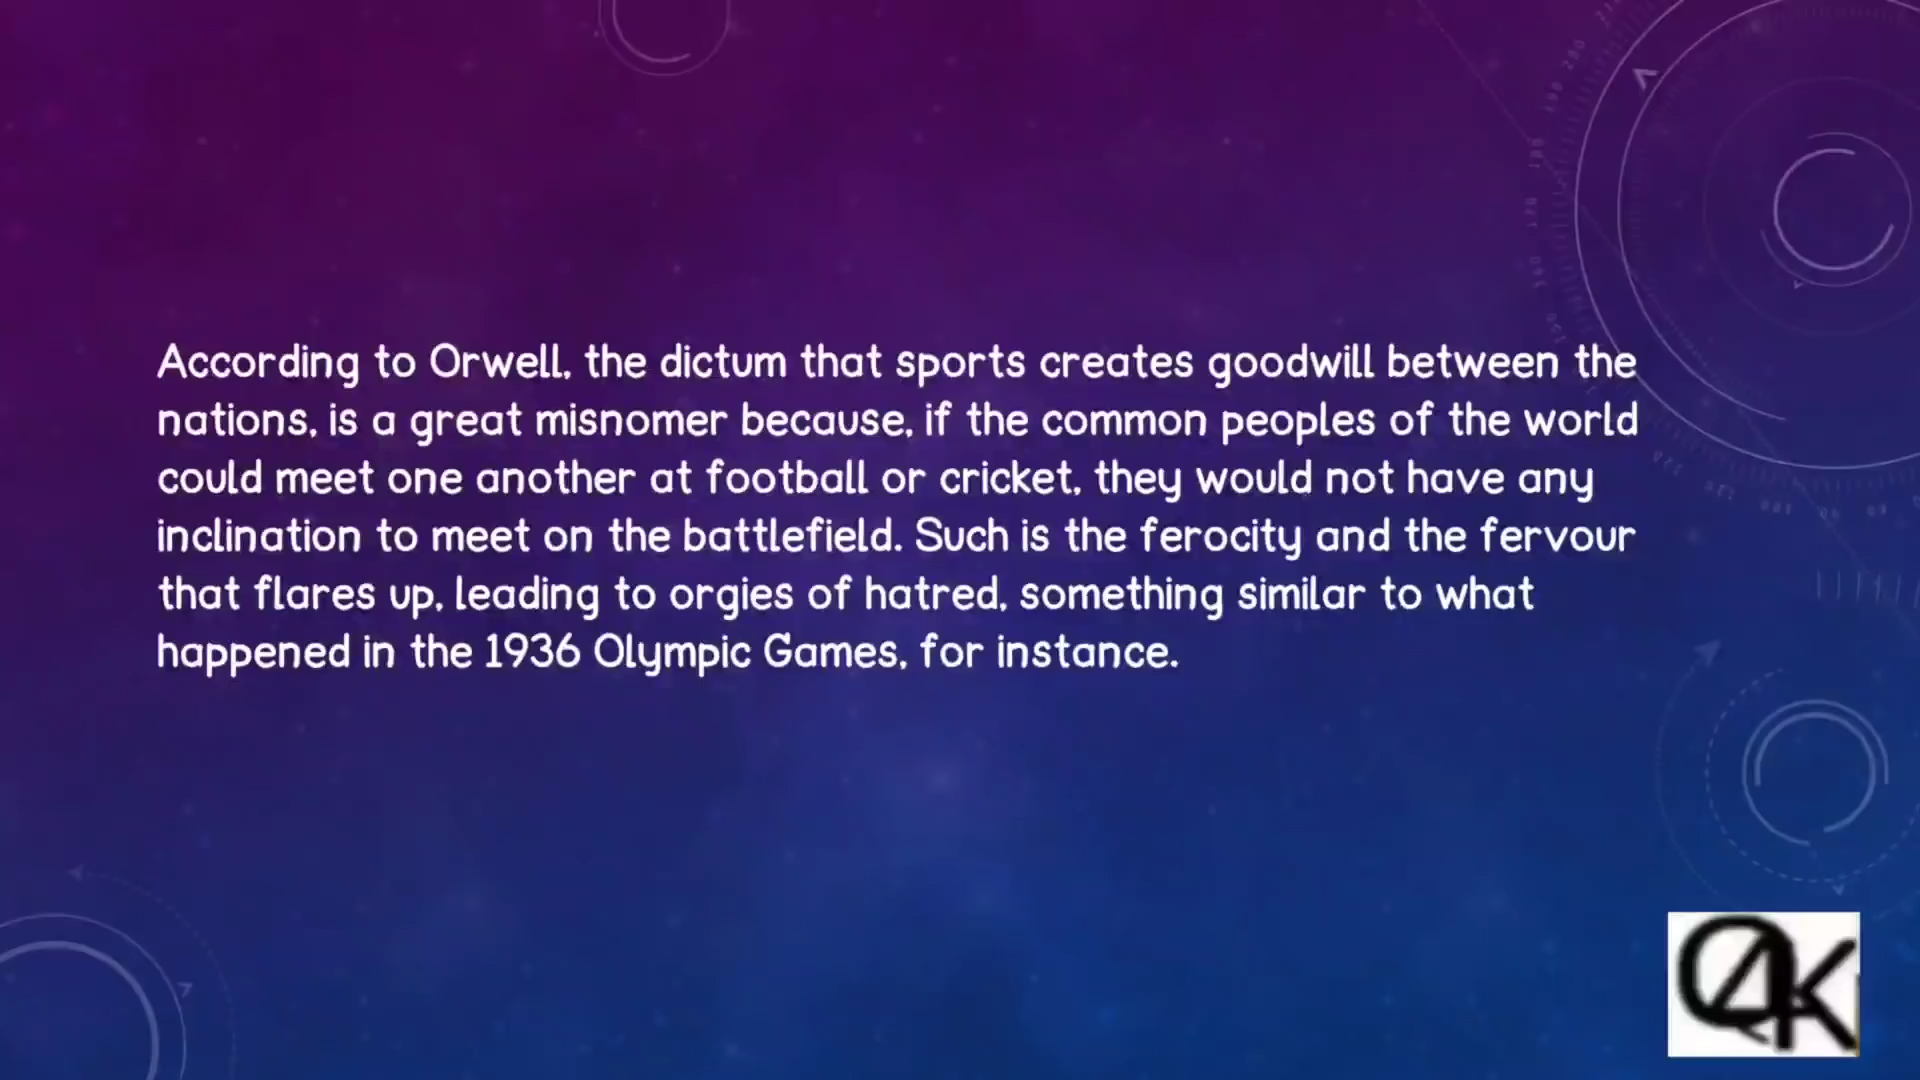 According to Orwell, the dictum that sports creates goodwill between the
nations, is a great misnomer because, if the common peoples of the world
could meet one another at football or cricket, they would not have any
inclination to meet on the battlefield. Such is the ferocity and the fervour
that flares up, leading to orgies of hatred, something similar to what
happened in the 1936 Olympic Games, for instance.